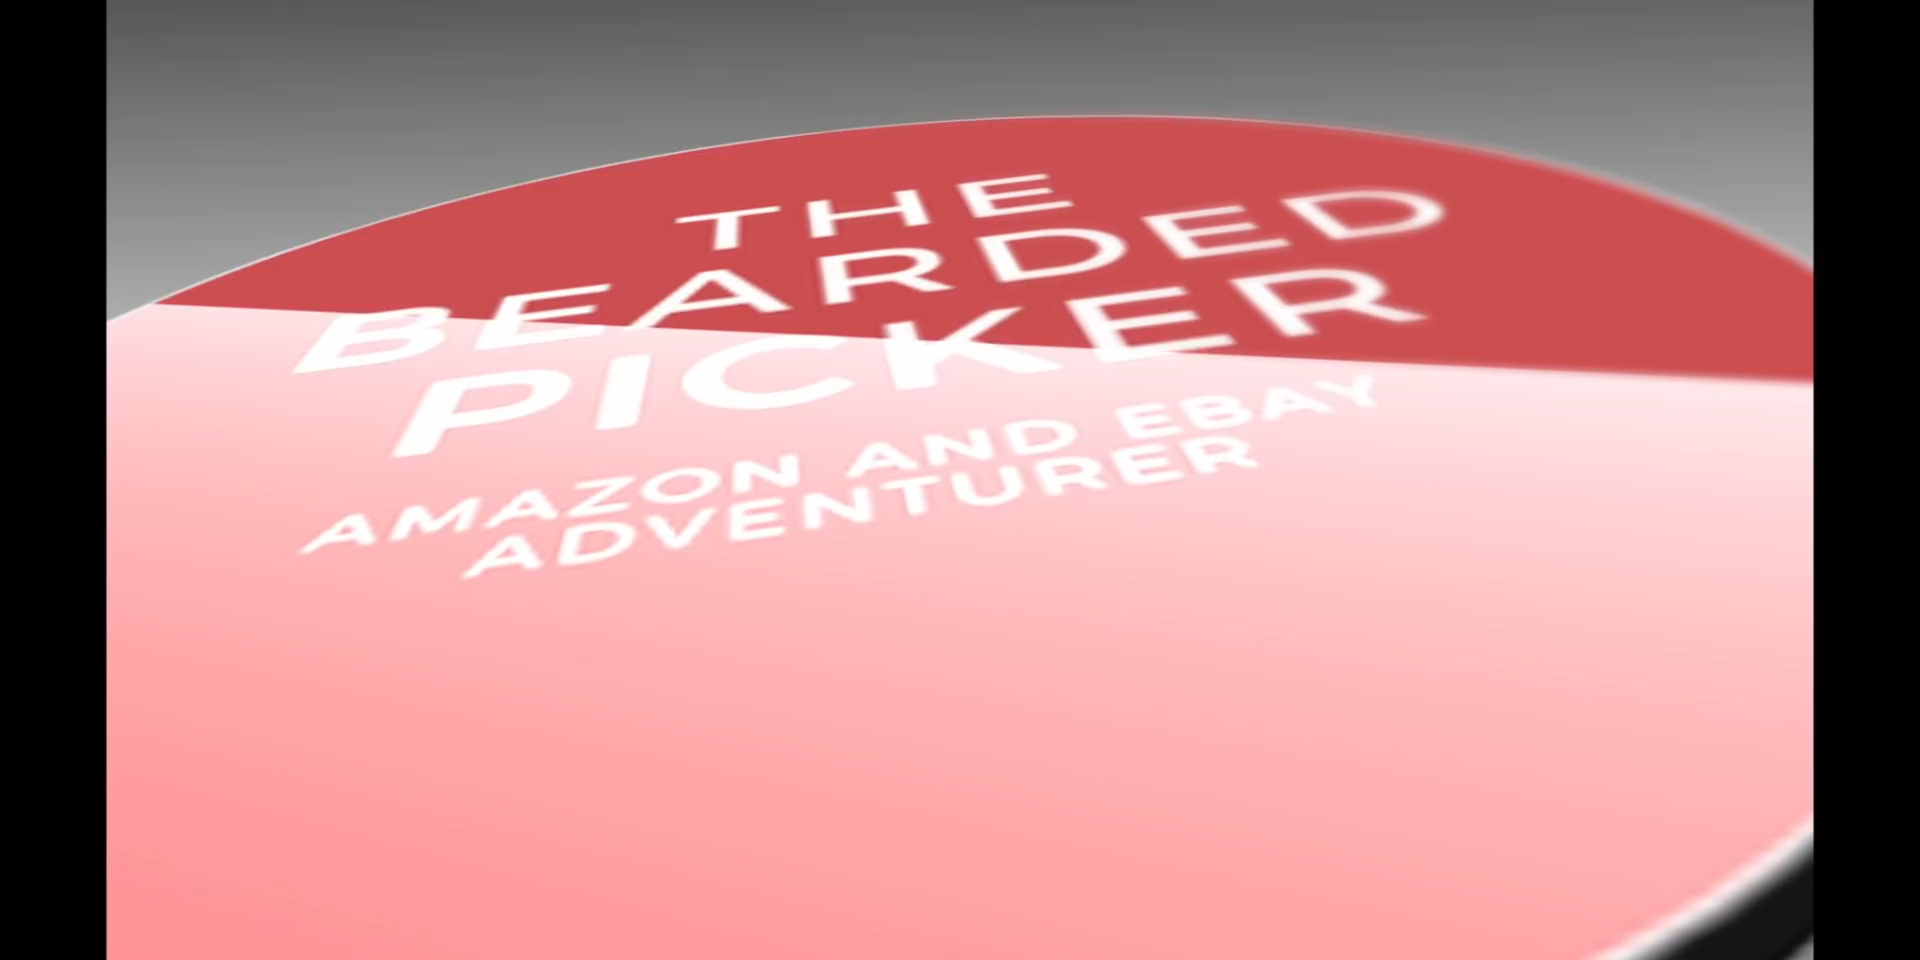 THE
BEARDED
PICKER
AMAZON AND EBAY
ADVENTURER